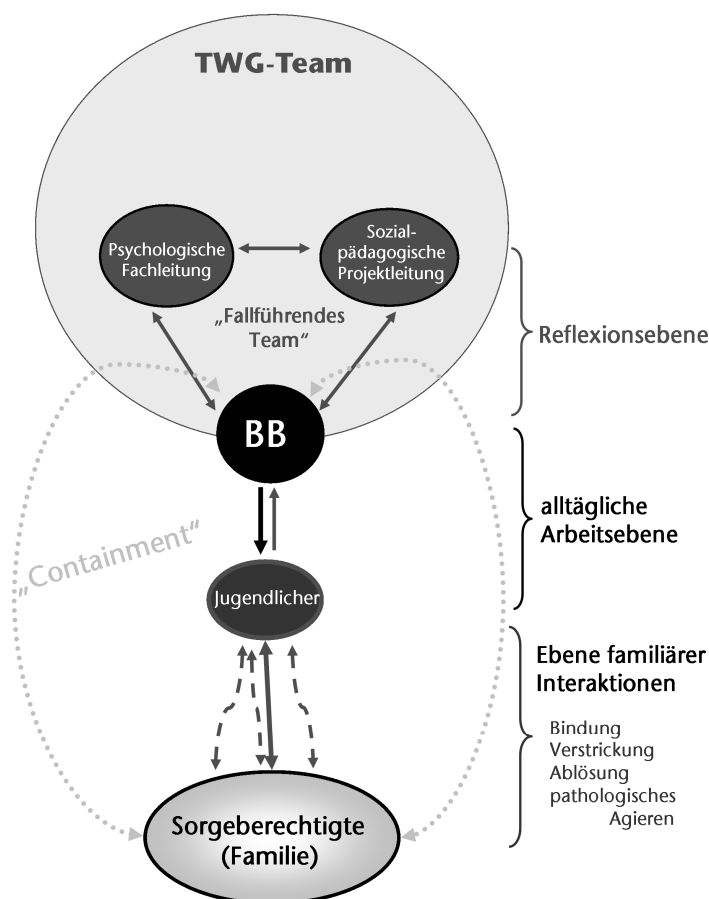 TWG-Team
Psychologische
Fachleitung
Sozial-
pädagogische
Projektleitung
„Fallführendes
Team“
Reflexionsebene
BB
alltägliche
Arbeitsebene
„Containment“
Jugendlicher
Ebene familiärer
Interaktionen
Bindung
Verstrickung
Ablösung
pathologisches
Agieren
Sorgeberechtigte
(Familie)